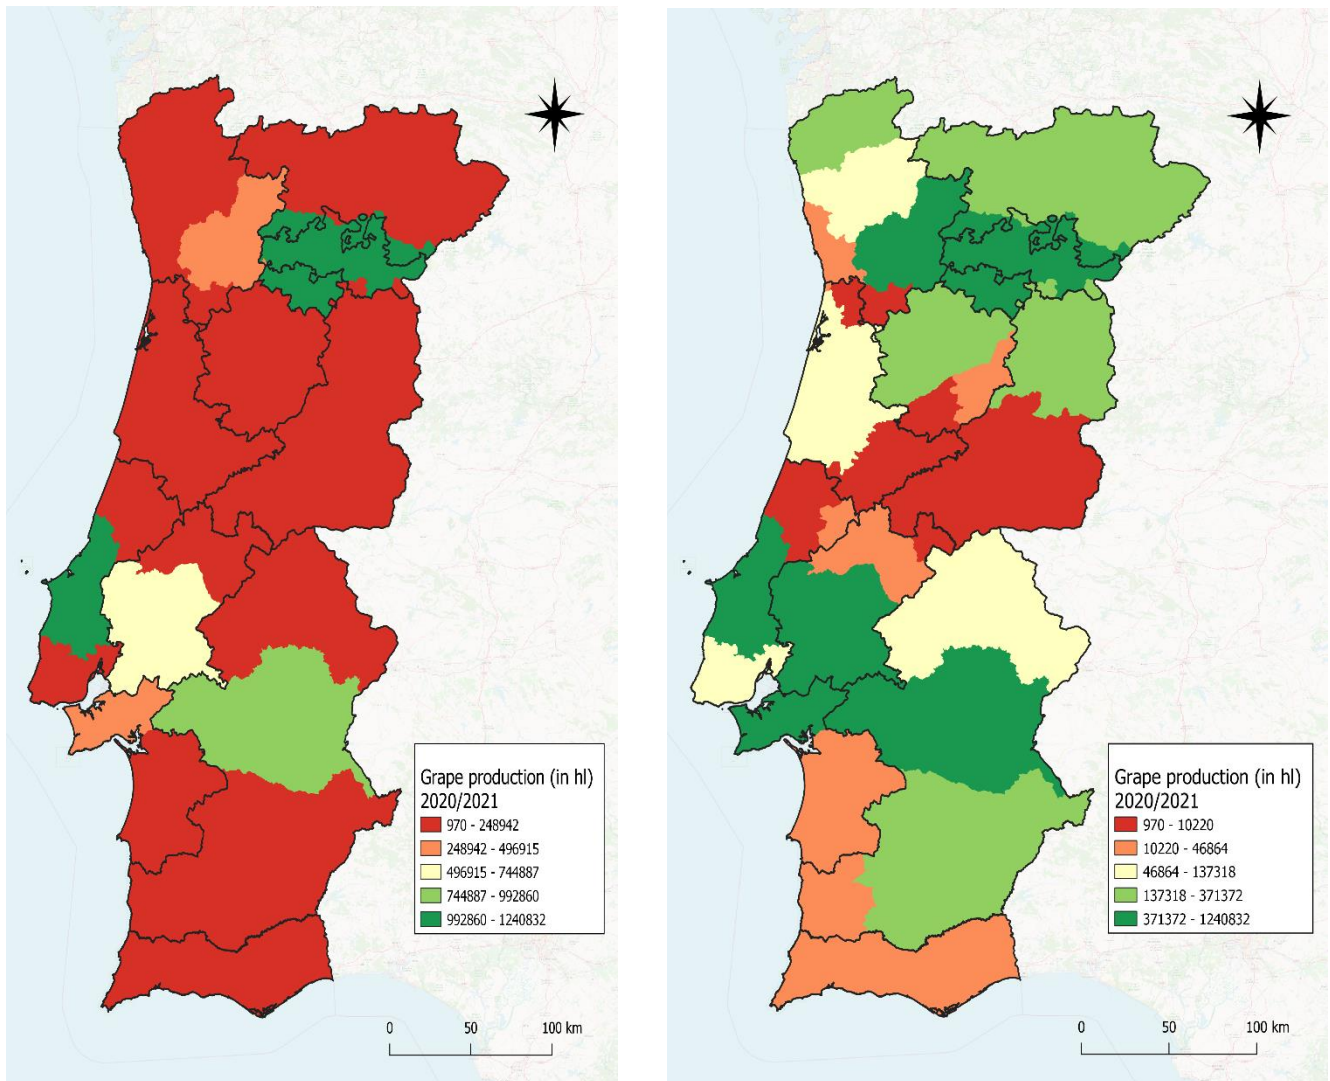 Grape production (in hl)
2020/2021
970 - 248942
248942 - 496915
496915 - 744887
744887 - 992860
992860 - 1240832
0 50 100 km
Grape production (in hl)
2020/2021
970 - 10220
10220 - 46864
46864 - 137318
137318 - 371372
371372 - 1240832
0 50 100 km